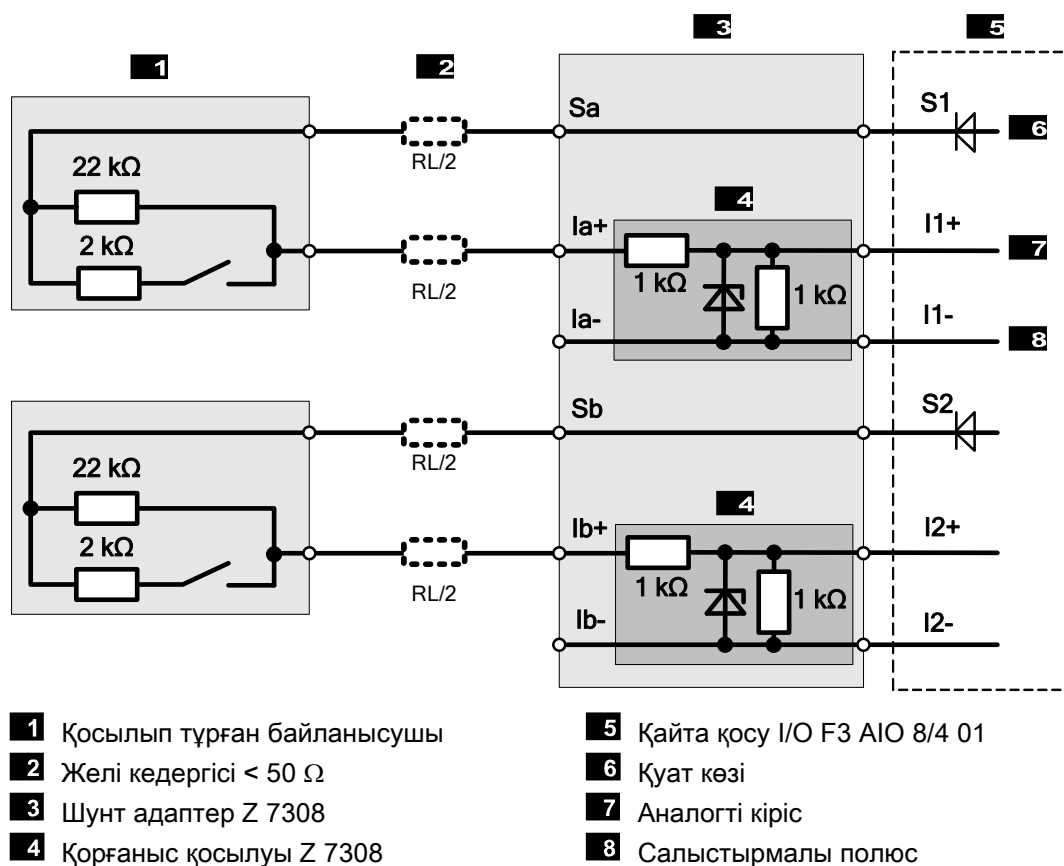 3 5
1 2
Sa S1 6
RL/2
22 kΩ 4
Ia+ I1+ 7
2 kΩ
1 kΩ 1 kΩ
RL/2
Ia- I1- 8
Sb S2
RL/2
22 kΩ 4
Ib+ I2+
2 kΩ
1 kΩ 1 kΩ
RL/2
Ib- I2-
1 Қосылып тұрған байланысушы
2 Желі кедергісі < 50 Ω
3 Шунт адаптер Z 7308
4 Қорғаныс қосылуы Z 7308
5 Қайта қосу I/O F3 AIO 8/4 01
6 Қуат көзі
7 Аналогті кіріс
8 Салыстырмалы полюс